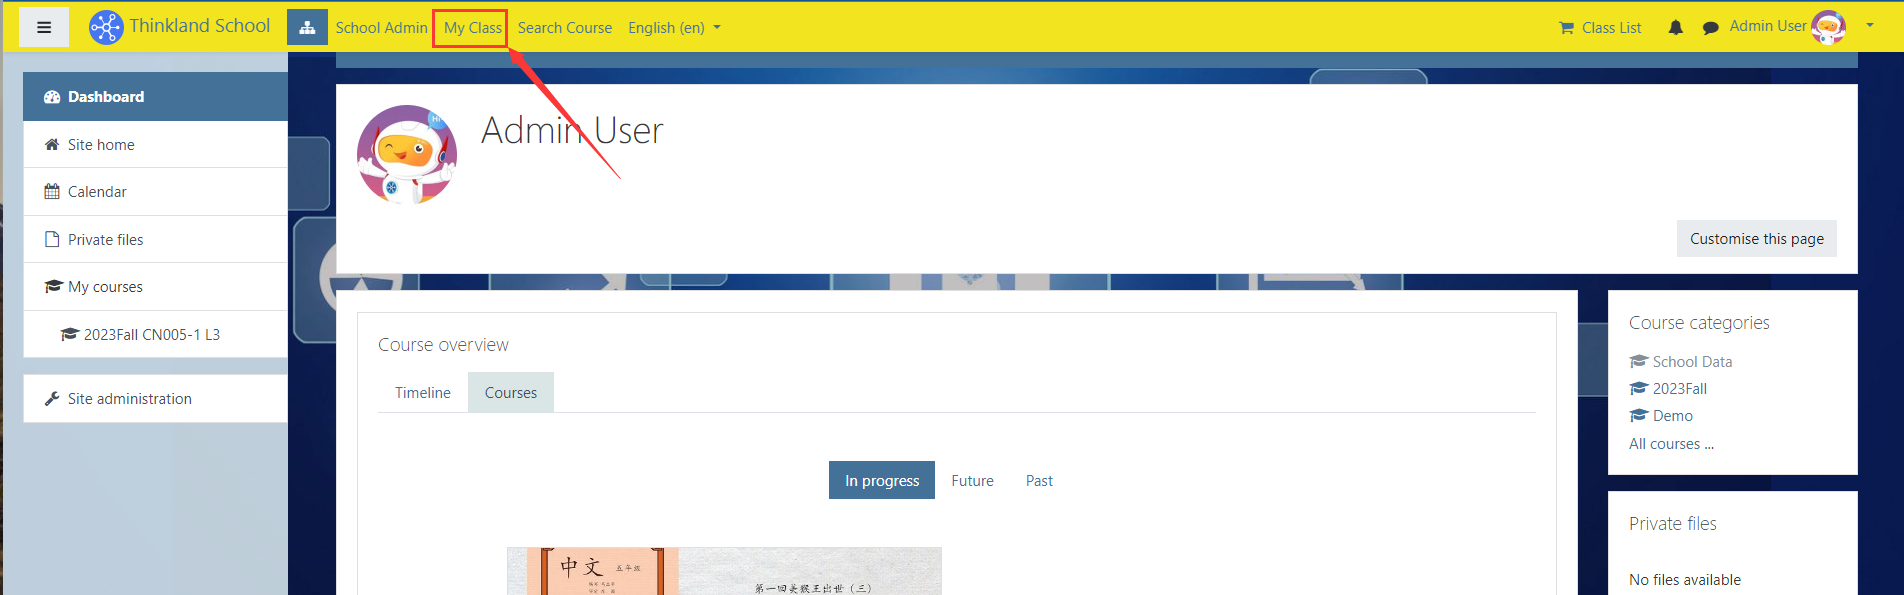 Thinkland School School Admin My Class Search Course English (en) Class List Admin User
Dashboard
Site home
Calendar
Private files
My courses
2023Fall CN005-1 L3
Site administration
Hi
Admin User
Customise this page
Course overview
Timeline Courses
In progress Future Past
中文 五年级
第一回美猴王出世（三）
Course categories
School Data
2023Fall
Demo
All courses ...
Private files
No files available